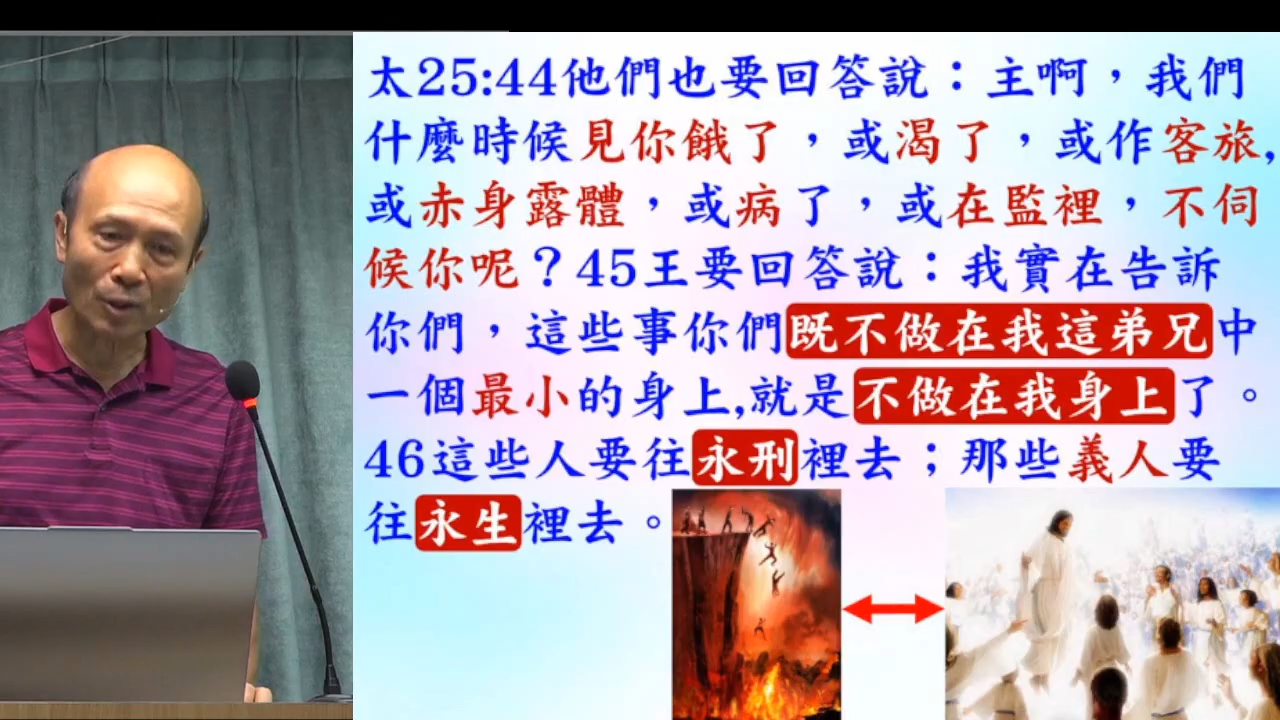 太25:44他們也要回答說：主啊，我們
什麼時候見你餓了，或渴了，或作客旅,
或赤身露體，或病了，或在監裡，不伺
候你呢？45王要回答說：我實在告訴
你們，這些事你們既不做在我這弟兄中
一個最小的身上,就是不做在我身上了。
46這些人要往永刑裡去；那些義人要
往永生裡去。